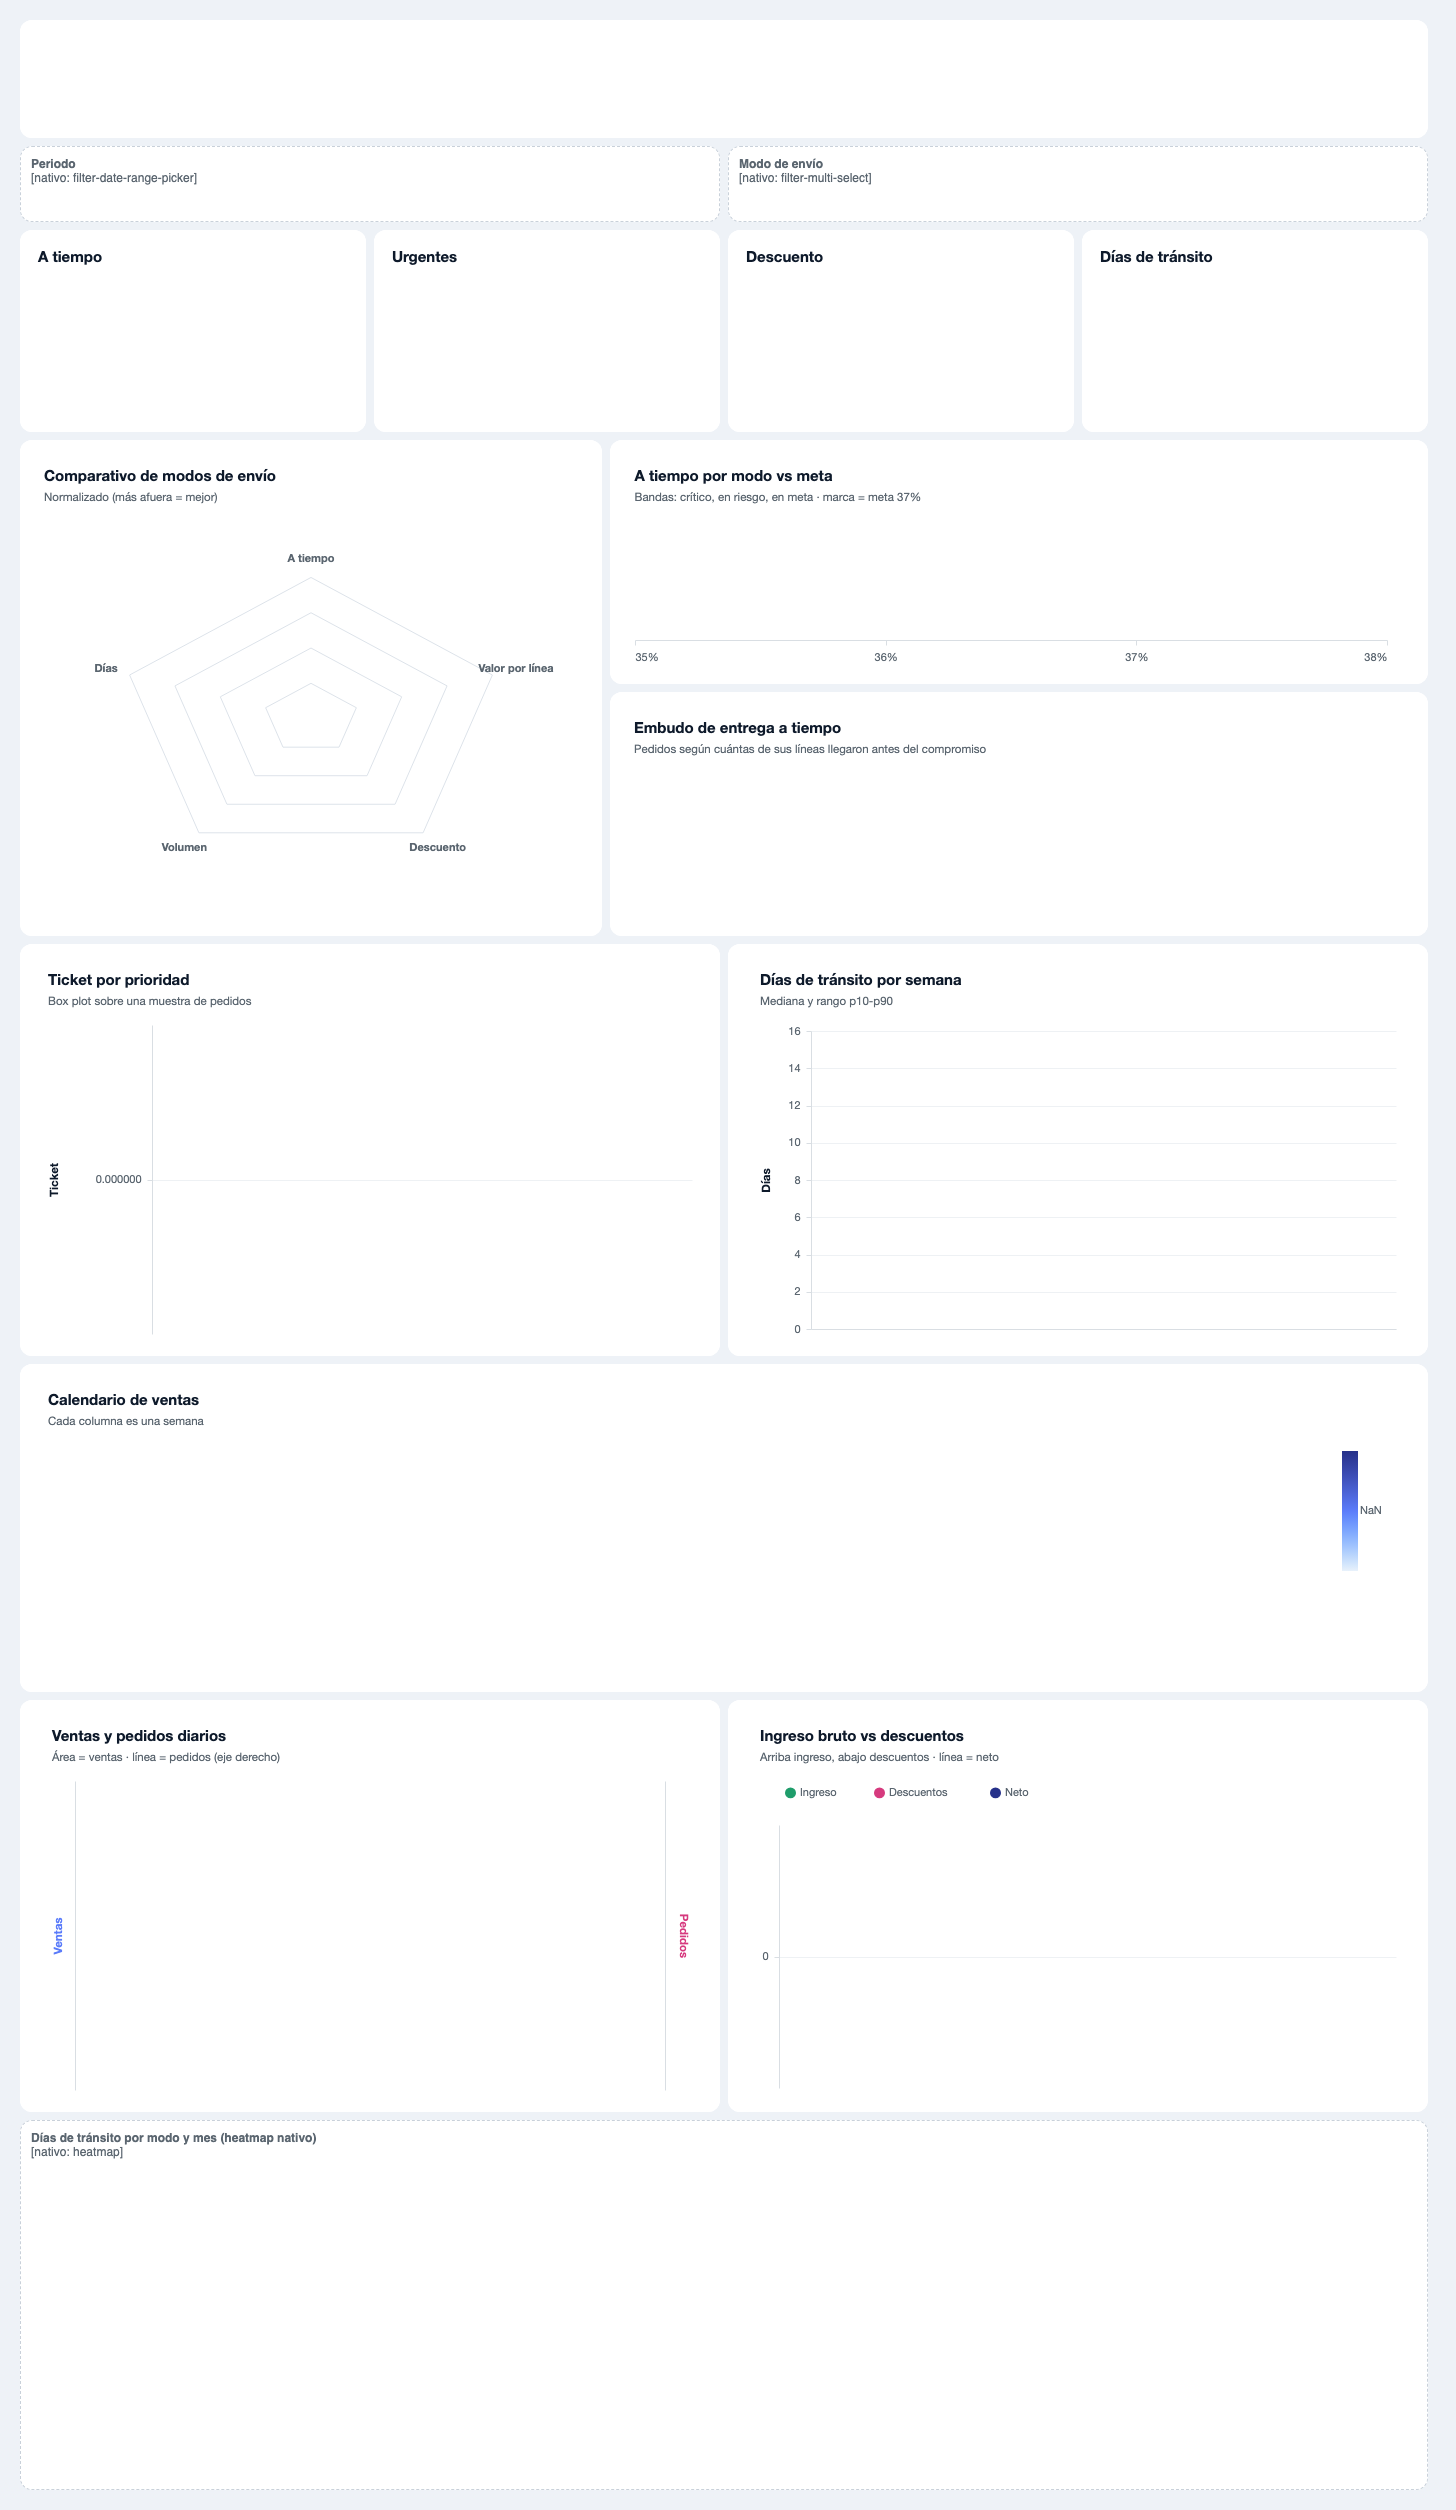 Periodo
[nativo: filter-date-range-picker]
Modo de envío
[nativo: filter-multi-select]
A tiempo
Urgentes
Descuento
Días de tránsito
Comparativo de modos de envío
Normalizado (más afuera = mejor)
A tiempo
Días
Valor por línea
Volumen
Descuento
A tiempo por modo vs meta
Bandas: crítico, en riesgo, en meta · marca = meta 37%
35%
36%
37%
38%
Embudo de entrega a tiempo
Pedidos según cuántas de sus líneas llegaron antes del compromiso
Ticket por prioridad
Box plot sobre una muestra de pedidos
Ticket
0.000000
Días de tránsito por semana
Mediana y rango p10-p90
Días
16
14
12
10
8
6
4
2
0
Calendario de ventas
Cada columna es una semana
NaN
Ventas y pedidos diarios
Área = ventas · línea = pedidos (eje derecho)
Ventas
Pedidos
Ingreso bruto vs descuentos
Arriba ingreso, abajo descuentos · línea = neto
Ingreso
Descuentos
Neto
0
Días de tránsito por modo y mes (heatmap nativo)
[nativo: heatmap]